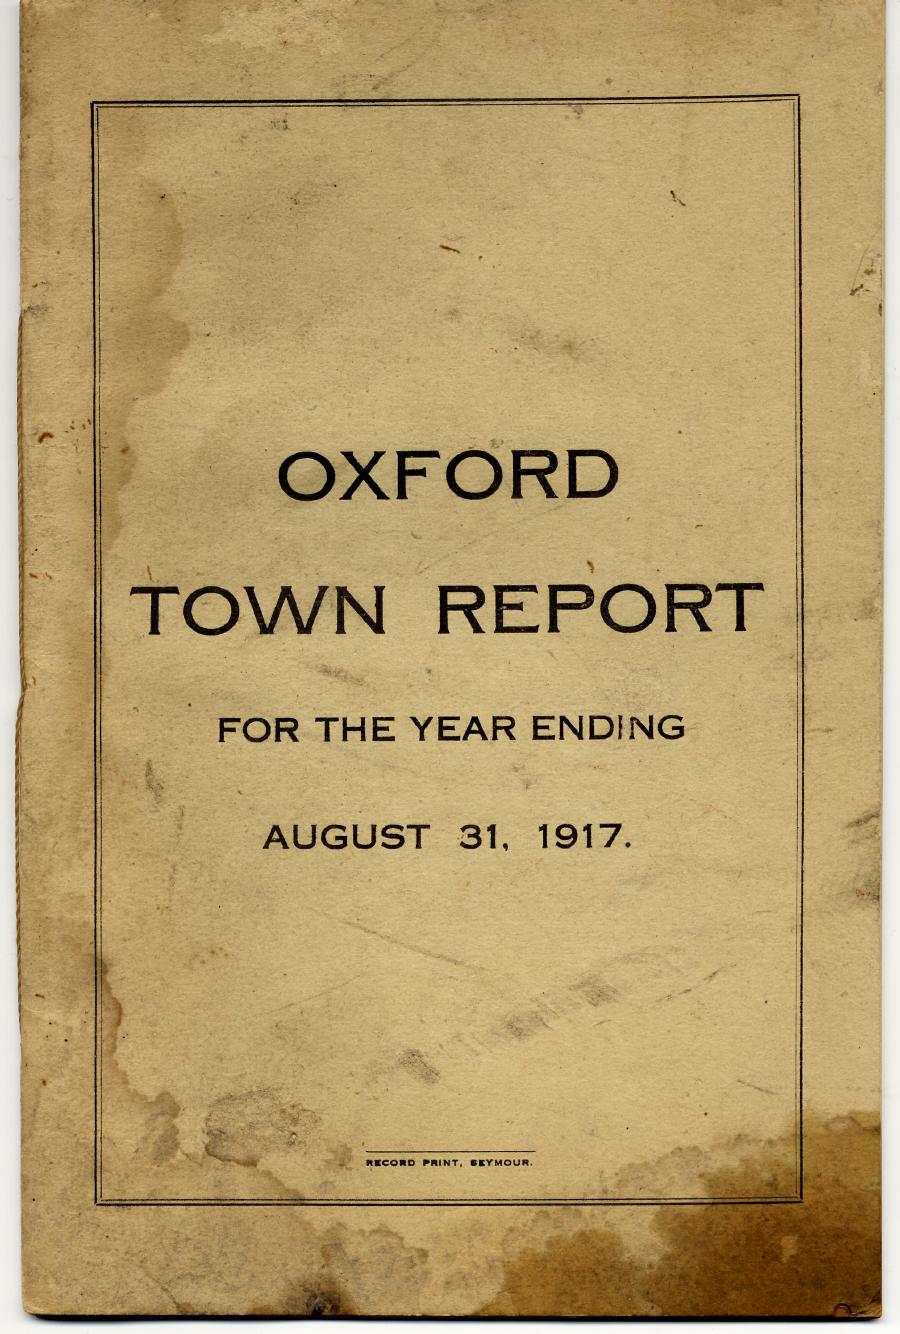 OXFORD
TOWN REPORT
FOR THE YEAR ENDING
AUGUST 31, 1917.
RECORD PRINT, SEYMOUR.